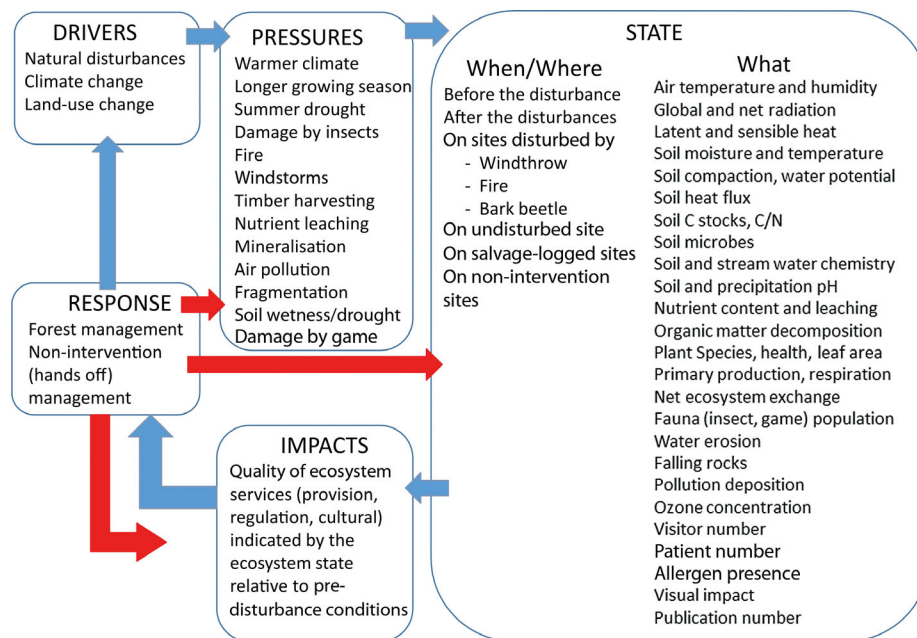 DRIVERS
Natural disturbances
Climate change
Land-use change
PRESSURES
Warmer climate
Longer growing season
Summer drought
Damage by insects
Fire
Windstorms
Timber harvesting
Nutrient leaching
Mineralisation
Air pollution
Fragmentation
Soil wetness/drought
Damage by game
STATE
When/Where
Before the disturbance
After the disturbances
On sites disturbed by
- Windthrow
- Fire
- Bark beetle
On undisturbed site
On salvage-logged sites
On non-intervention
sites
What
Air temperature and humidity
Global and net radiation
Latent and sensible heat
Soil moisture and temperature
Soil compaction, water potential
Soil heat flux
Soil C stocks, C/N
Soil microbes
Soil and stream water chemistry
Soil and precipitation pH
Nutrient content and leaching
Organic matter decomposition
Plant Species, health, leaf area
Primary production, respiration
Net ecosystem exchange
Fauna (insect, game) population
Water erosion
Falling rocks
Pollution deposition
Ozone concentration
Visitor number
Patient number
Allergen presence
Visual impact
Publication number
RESPONSE
Forest management
Non-intervention
(hands off)
management
IMPACTS
Quality of ecosystem
services (provision,
regulation, cultural)
indicated by the
ecosystem state
relative to pre-
disturbance conditions